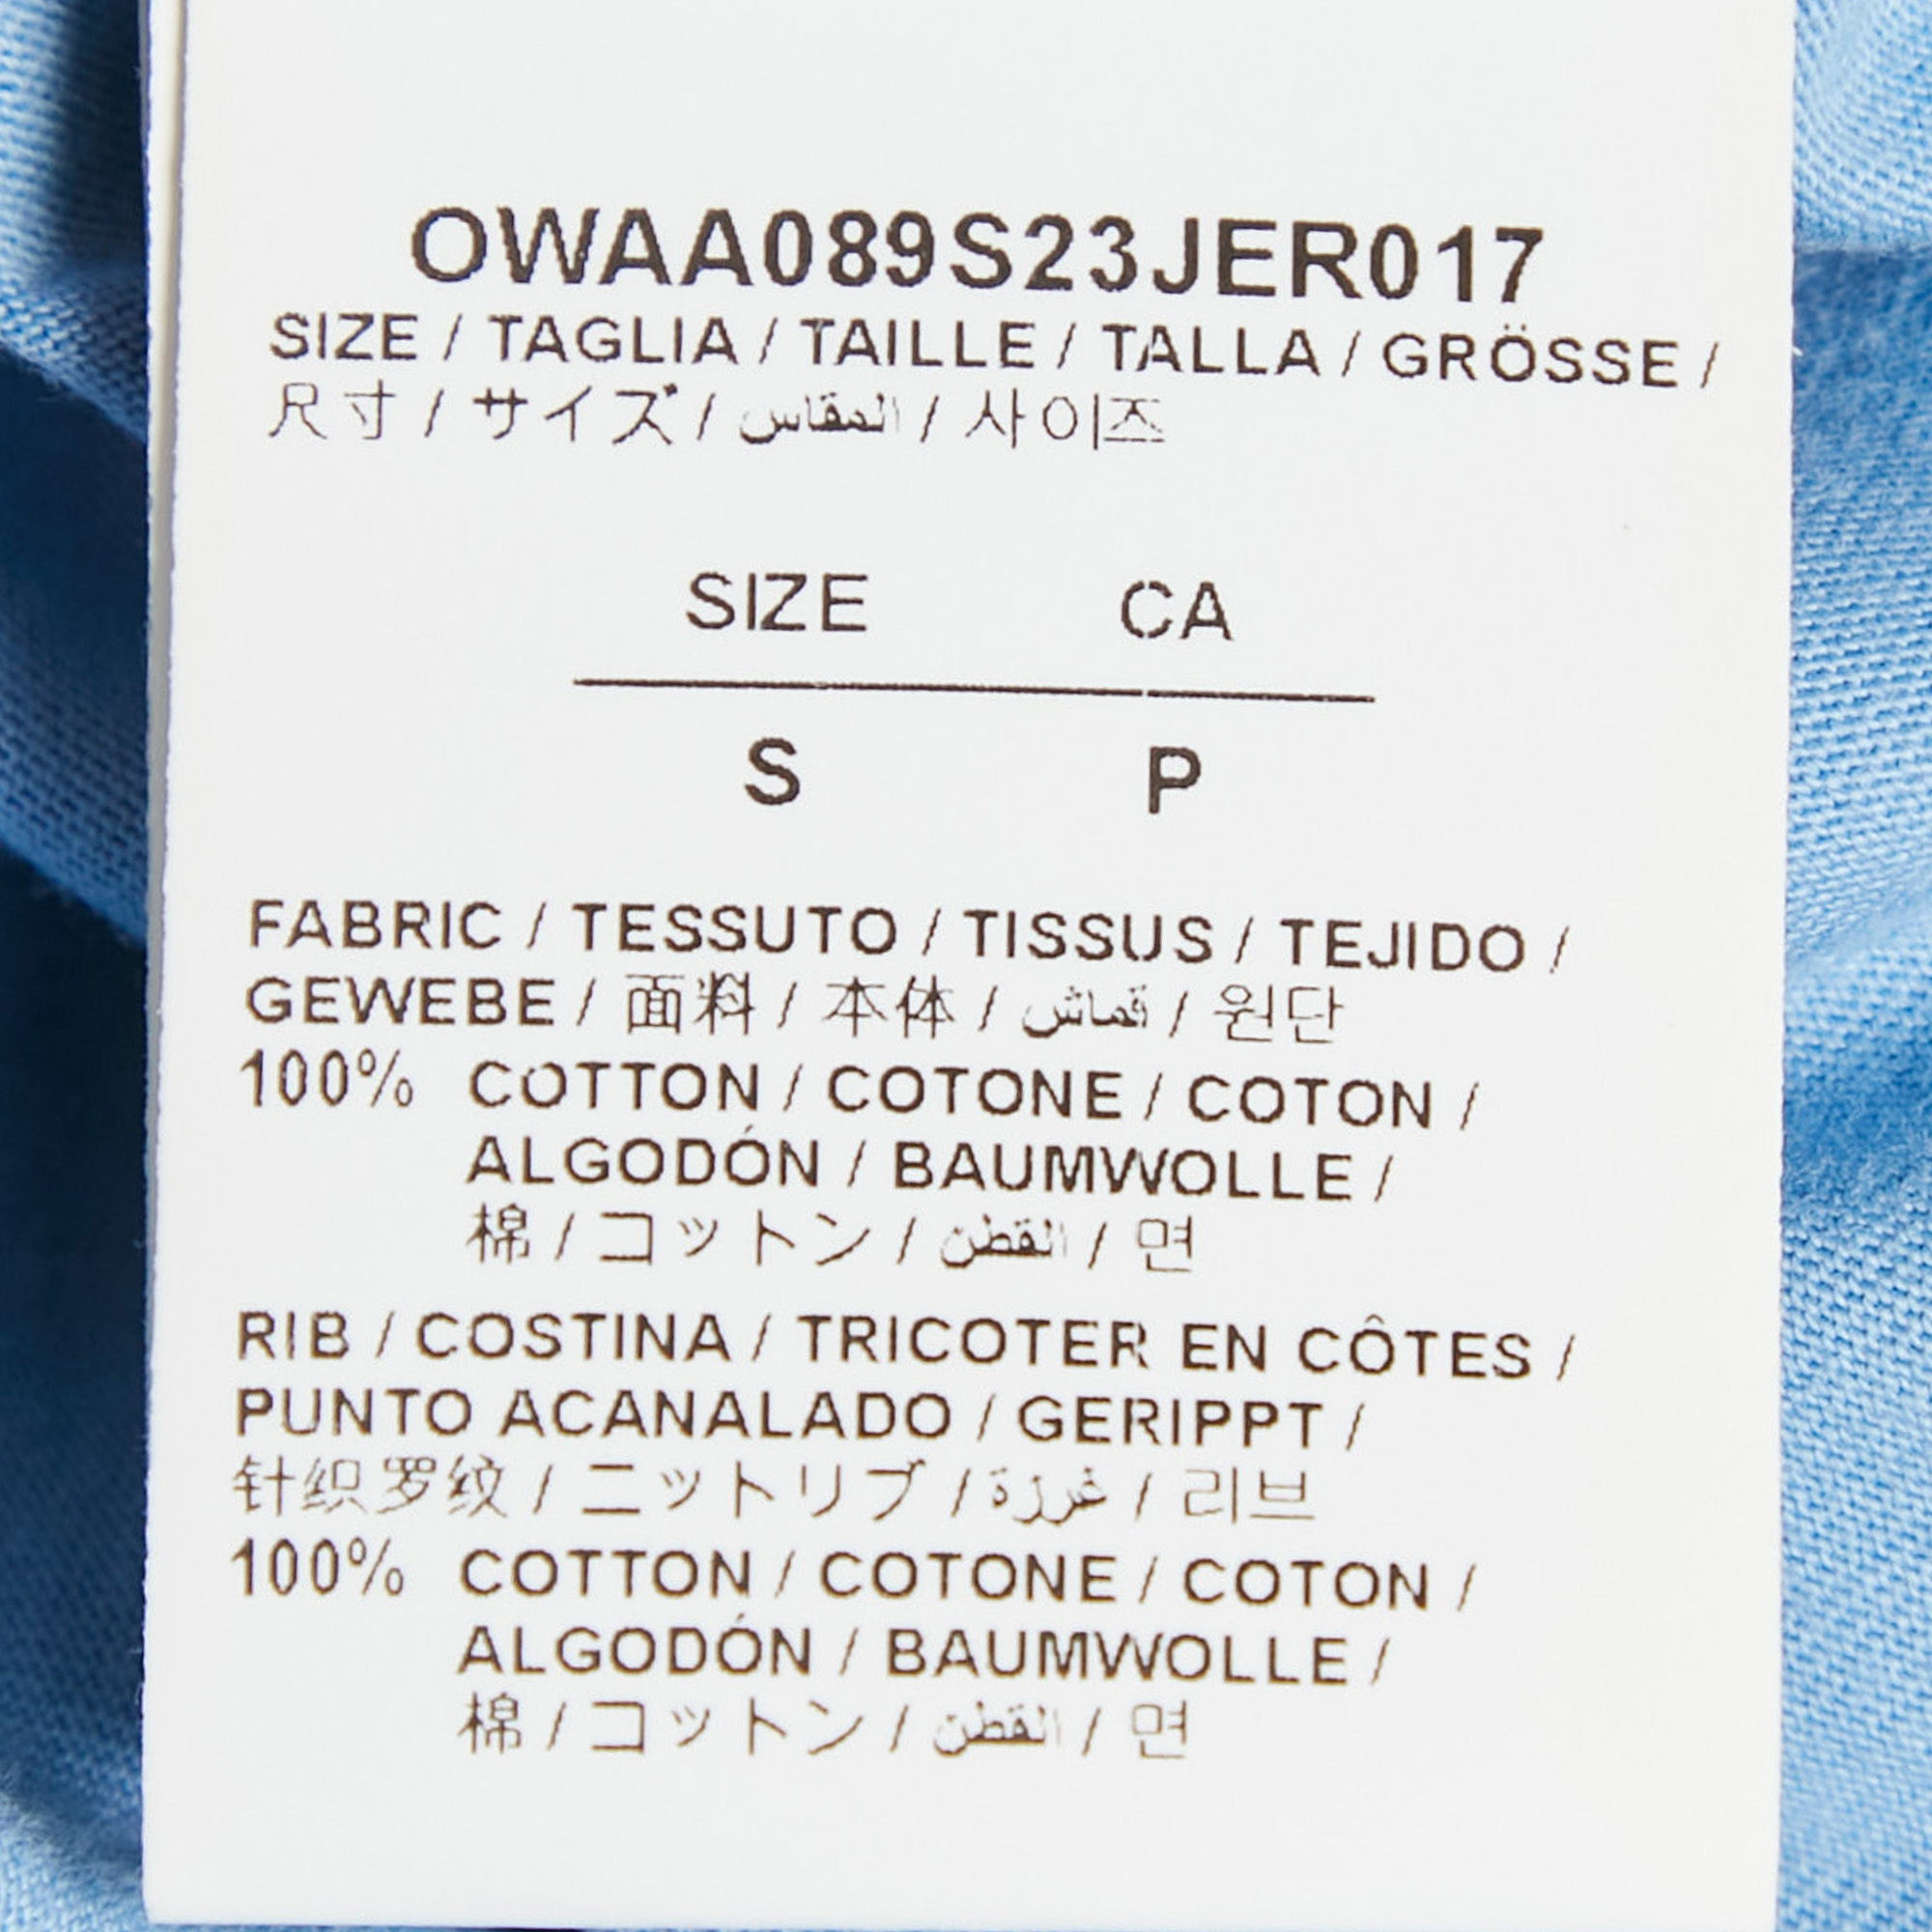 OWAA089S23JER017
SIZE / TAGLIA / TAILLE / TALLA / GRÖSSE /
尺寸 / サイズ / المقاس / 사이즈
SIZE CA
S P
FABRIC / TESSUTO / TISSUS / TEJIDO /
GEWEBE / 面料 / 本体 / قماش / 원단
100% COTTON / COTONE / COTON /
ALGODÓN / BAUMWOLLE /
棉 / コットン / القطن / 면
RIB / COSTINA / TRICOTER EN CÔTES /
PUNTO ACANALADO / GERIPPT /
针织罗纹 / ニットリブ / غرزة / 리브
100% COTTON / COTONE / COTON /
ALGODÓN / BAUMWOLLE /
棉 / コットン / القطن / 면